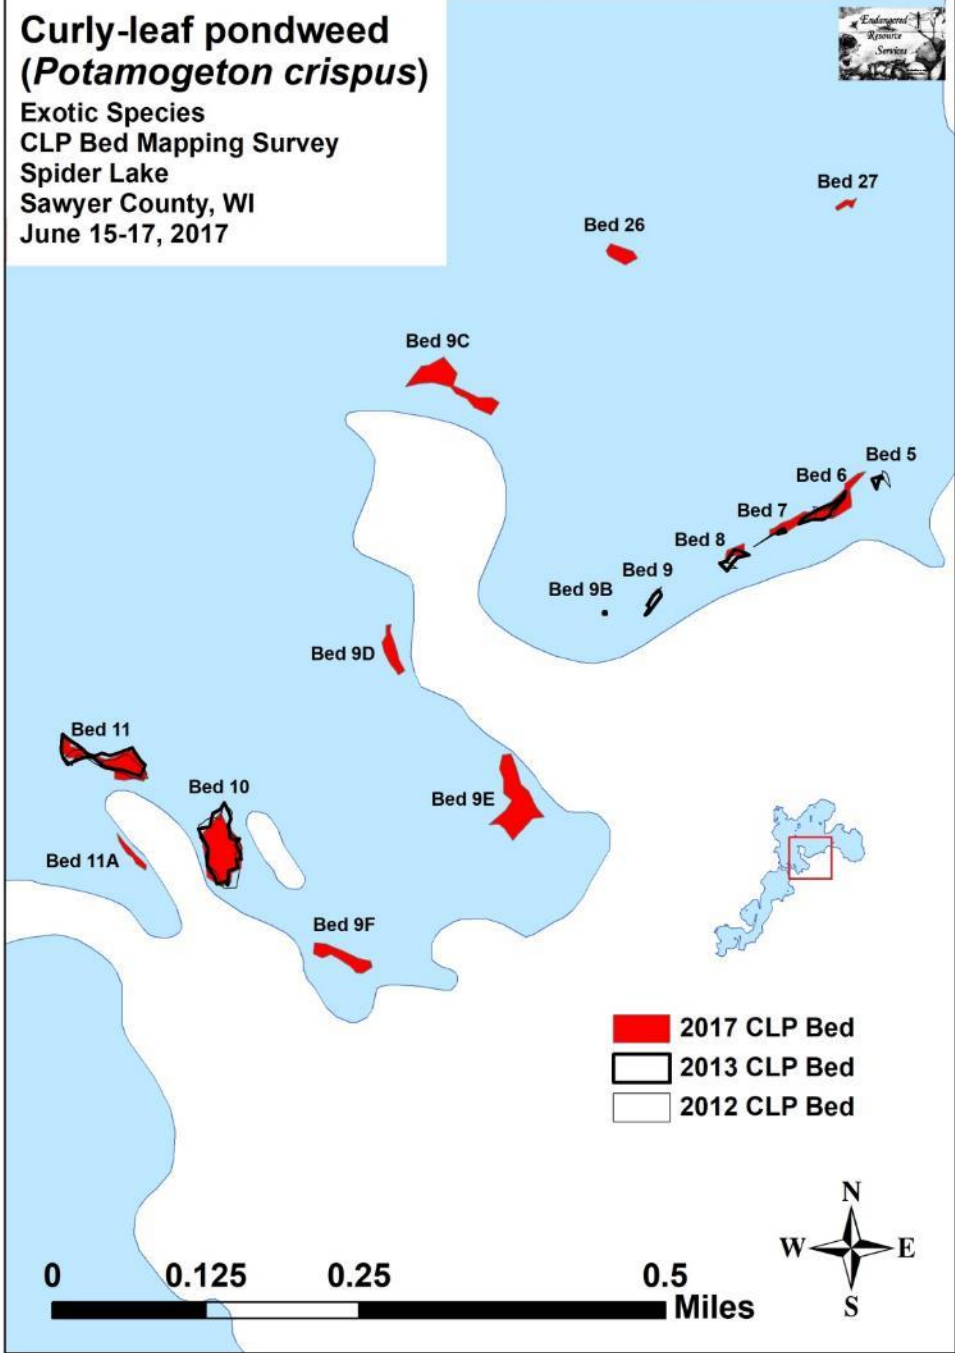 Curly-leaf pondweed
(Potamogeton crispus)
Exotic Species
CLP Bed Mapping Survey
Spider Lake
Sawyer County, WI
June 15-17, 2017
Endangered
Resource
Services
Bed 27
Bed 26
Bed 9C
Bed 5
Bed 6
Bed 7
Bed 8
Bed 9
Bed 9B
Bed 9D
Bed 11
Bed 10
Bed 9E
Bed 11A
Bed 9F
2017 CLP Bed
2013 CLP Bed
2012 CLP Bed
N
W E
S
0 0.125 0.25 0.5
Miles